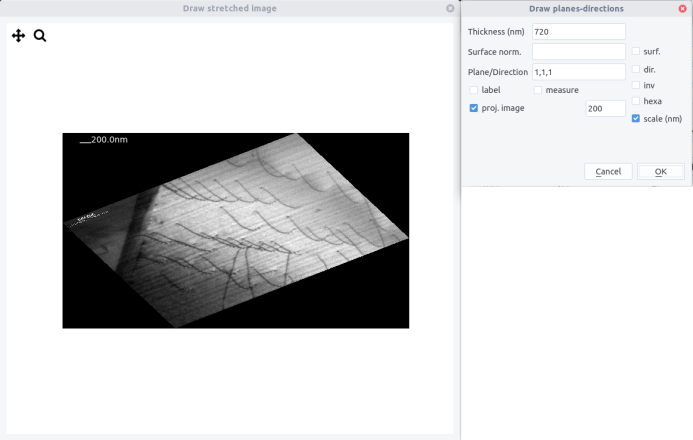 Draw stretched image
200.0nm
Draw planes-directions
Thickness (nm) 720
Surface norm.
surf.
Plane/Direction 1,1,1
dir.
label
measure
inv
proj. image
200
hexa
scale (nm)
Cancel
OK